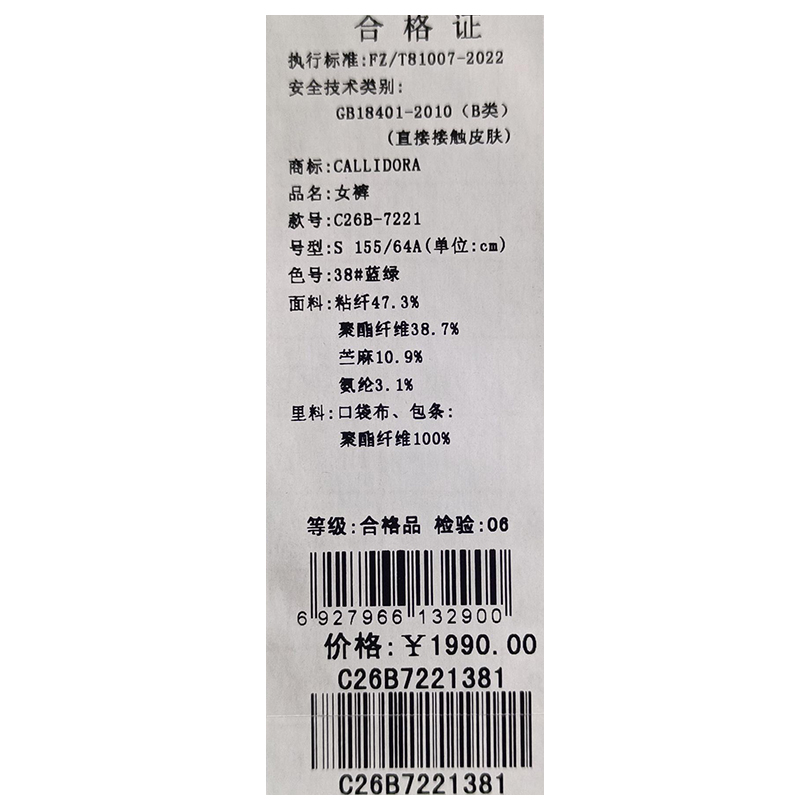 合格证
执行标准:FZ/T81007-2022
安全技术类别:
GB18401-2010（B类）
(直接接触皮肤)
商标:CALLIDORA
品名:女裤
款号:C26B-7221
号型:S 155/64A(单位:cm)
色号:38#蓝绿
面料:粘纤47.3%
聚酯纤维38.7%
苎麻10.9%
氨纶3.1%
里料:口袋布、包条:
聚酯纤维100%
等级:合格品 检验:06
6 927966 132900
价格:￥1990.00
C26B7221381
C26B7221381